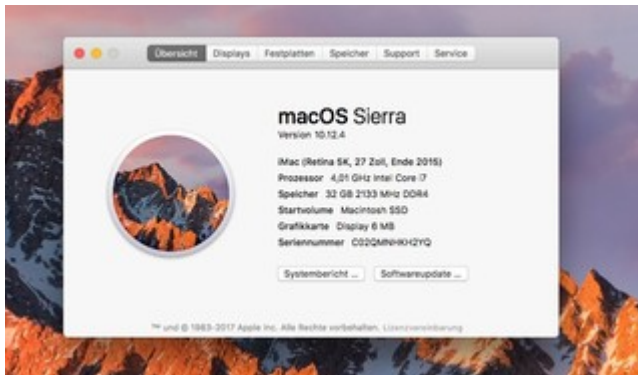 Übersicht Displays Festplatten Speicher Support Service
macOS Sierra
Version 10.12.4
iMac (Retina 5K, 27 Zoll, Ende 2015)
Prozessor 4,01 GHz Intel Core i7
Speicher 32 GB 2133 MHz DDR4
Startvolume Macintosh SSD
Grafikkarte Display 6 MB
Seriennummer C02QMNHKH2YQ
Systembericht ... Softwareupdate ...
™ und © 1983-2017 Apple Inc. Alle Rechte vorbehalten. Lizenzvereinbarung